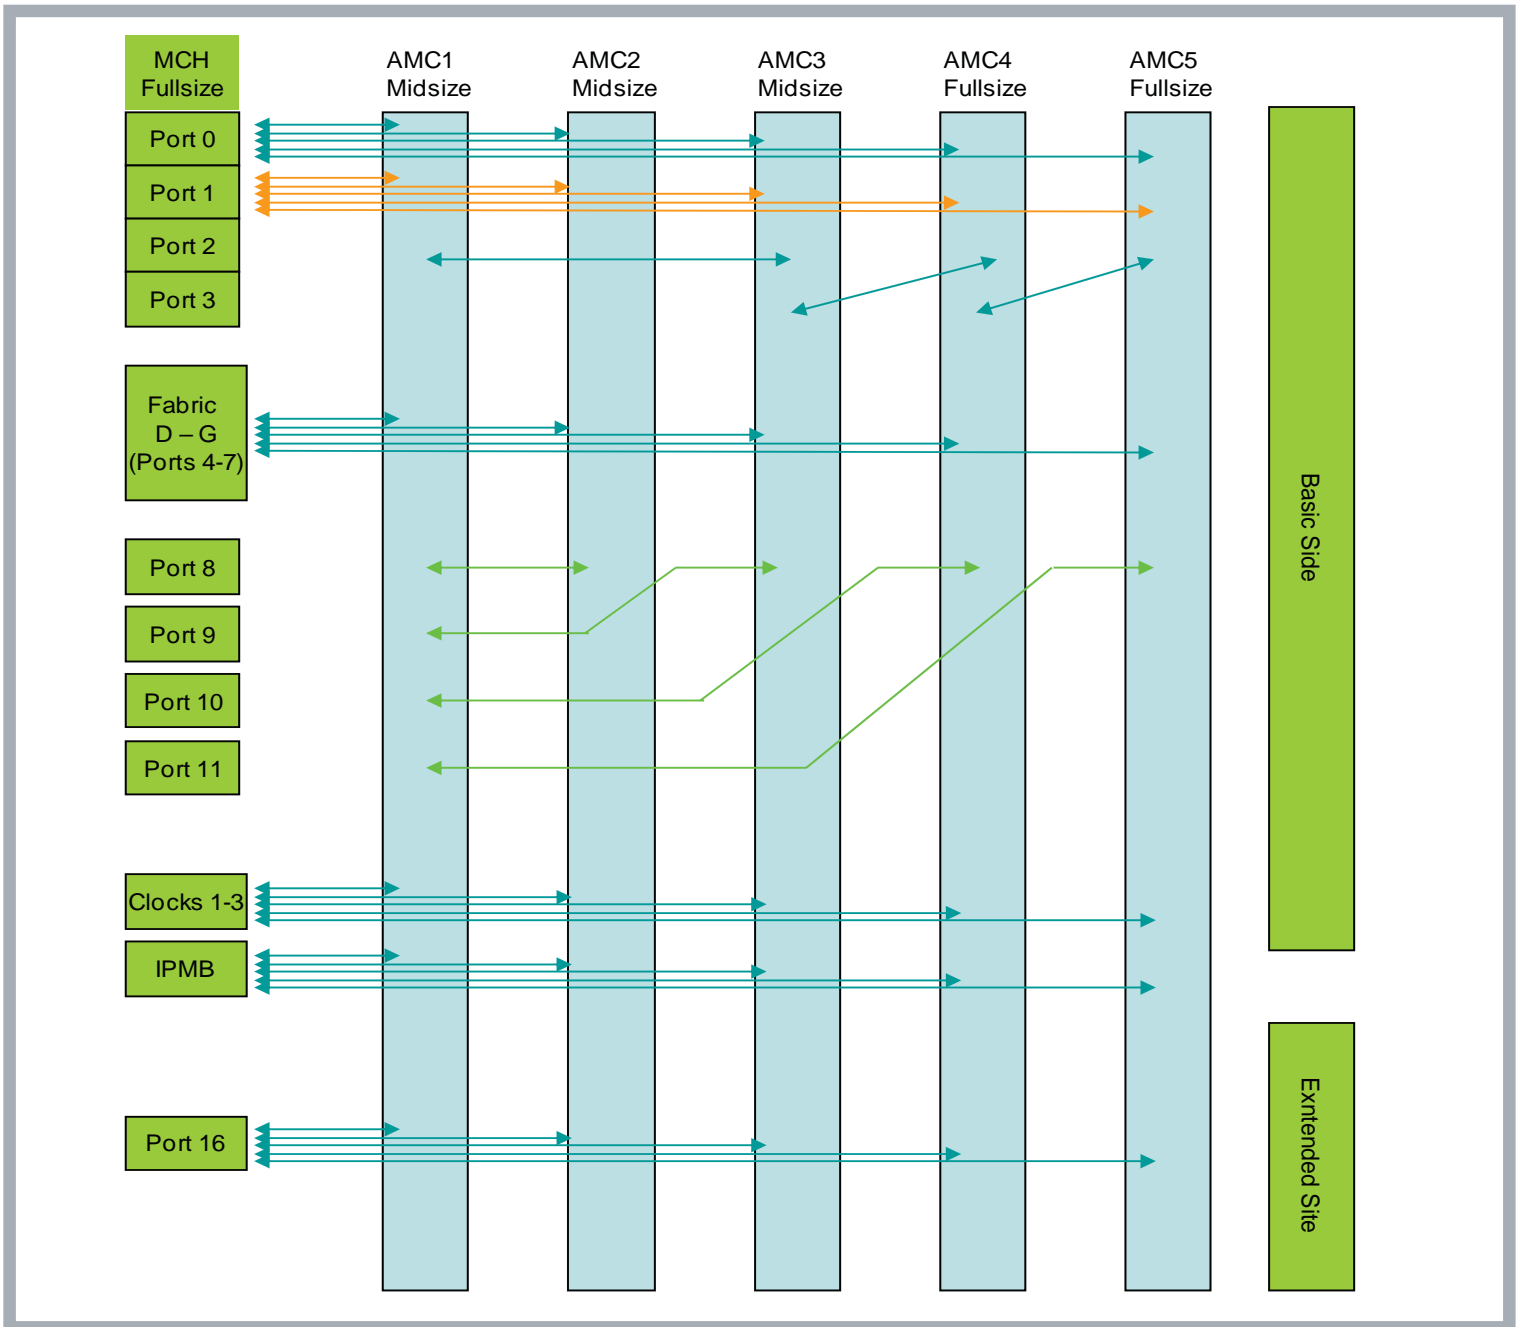 MCH
Fullsize
AMC1
Midsize
AMC2
Midsize
AMC3
Midsize
AMC4
Fullsize
AMC5
Fullsize
Port 0
Port 1
Port 2
Port 3
Fabric
D – G
(Ports 4-7)
Port 8
Port 9
Port 10
Port 11
Clocks 1-3
IPMB
Port 16
Basic Side
Exntended Site